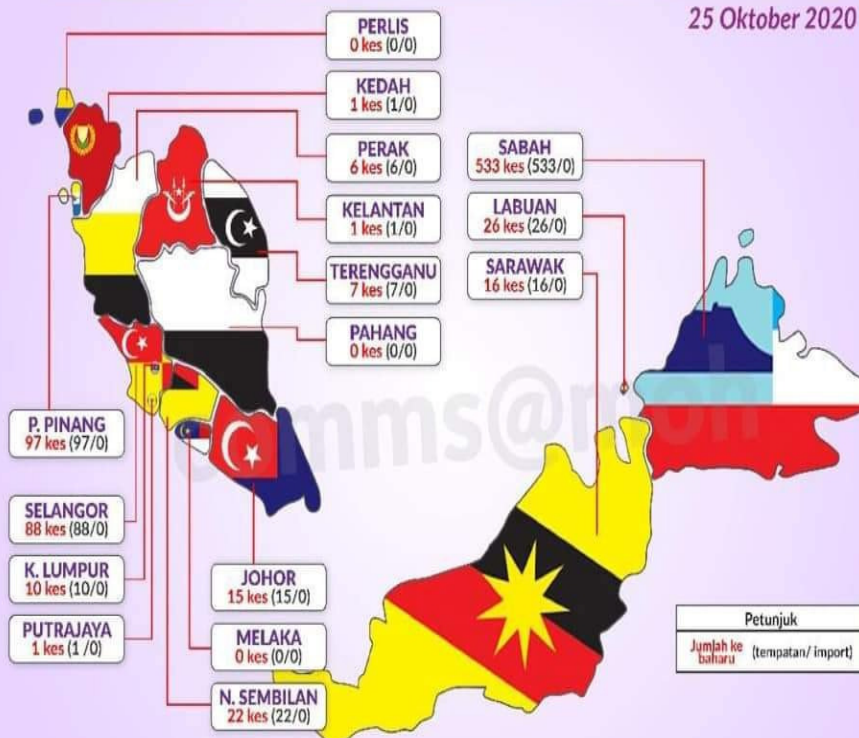 25 Oktober 2020
PERLIS
0 kes (0/0)
KEDAH
1 kes (1/0)
PERAK
6 kes (6/0)
KELANTAN
1 kes (1/0)
TERENGGANU
7 kes (7/0)
PAHANG
0 kes (0/0)
SABAH
533 kes (533/0)
LABUAN
26 kes (26/0)
SARAWAK
16 kes (16/0)
P. PINANG
97 kes (97/0)
SELANGOR
88 kes (88/0)
K. LUMPUR
10 kes (10/0)
PUTRAJAYA
1 kes (1 /0)
JOHOR
15 kes (15/0)
MELAKA
0 kes (0/0)
N. SEMBILAN
22 kes (22/0)
Petunjuk
Jumlah ke
baharu
(tempatan/ import)